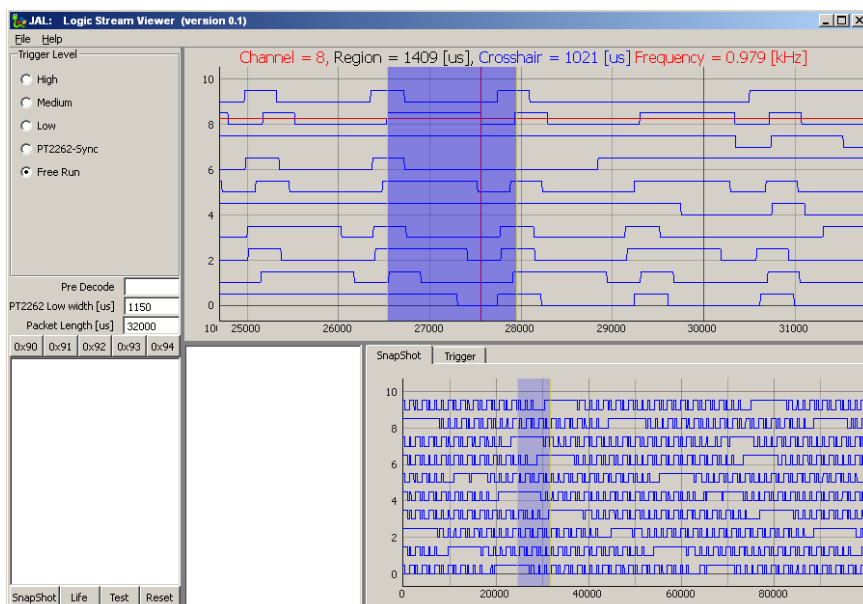 JAL: Logic Stream Viewer (version 0.1)
File Help
Trigger Level
High
Medium
Low
PT2262-Sync
Free Run
Pre Decode
PT2262 Low width [us] 1150
Packet Length [us] 32000
0x90 0x91 0x92 0x93 0x94
SnapShot Life Test Reset
Channel = 8, Region = 1409 [us], Crosshair = 1021 [us] Frequency = 0.979 [kHz]
10
8
6
4
2
0
25000 26000 27000 28000 29000 30000 31000
SnapShot Trigger
10
8
6
4
2
0
0 20000 40000 60000 80000